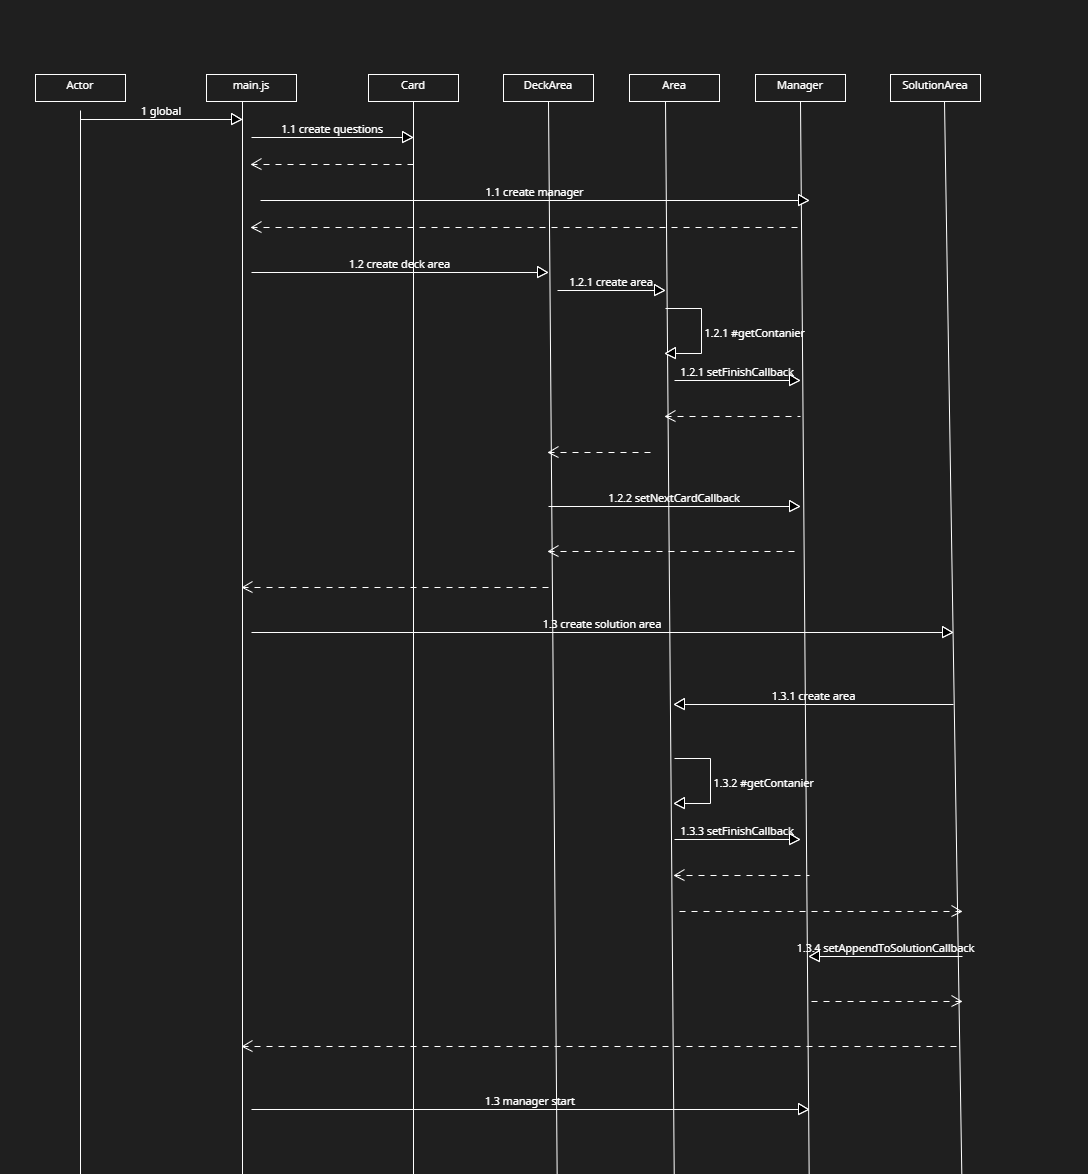 Actor
main.js
Card
DeckArea
Area
Manager
SolutionArea
1 global
1.1 create questions
1.1 create manager
1.2 create deck area
1.2.1 create area
1.2.1 #getContanier
1.2.1 setFinishCallback
1.2.2 setNextCardCallback
1.3 create solution area
1.3.1 create area
1.3.2 #getContanier
1.3.3 setFinishCallback
1.3.4 setAppendToSolutionCallback
1.3 manager start